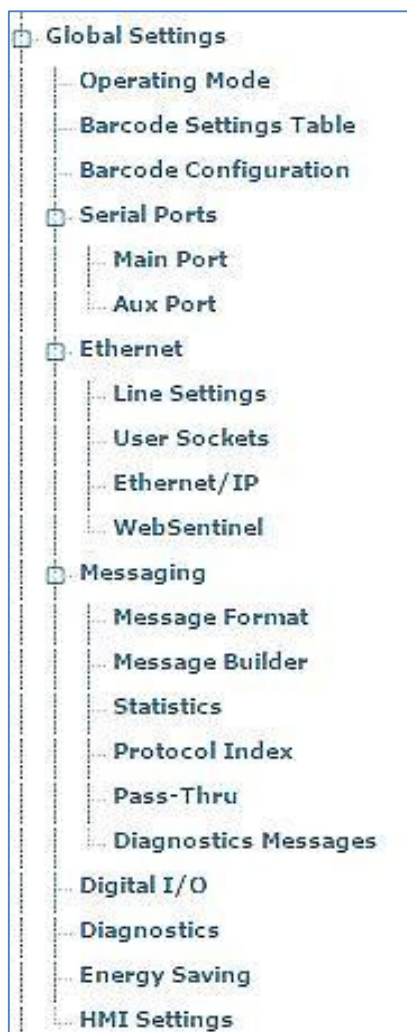 Global Settings
Operating Mode
Barcode Settings Table
Barcode Configuration
Serial Ports
Main Port
Aux Port
Ethernet
Line Settings
User Sockets
Ethernet/IP
WebSentinel
Messaging
Message Format
Message Builder
Statistics
Protocol Index
Pass-Thru
Diagnostics Messages
Digital I/O
Diagnostics
Energy Saving
HMI Settings